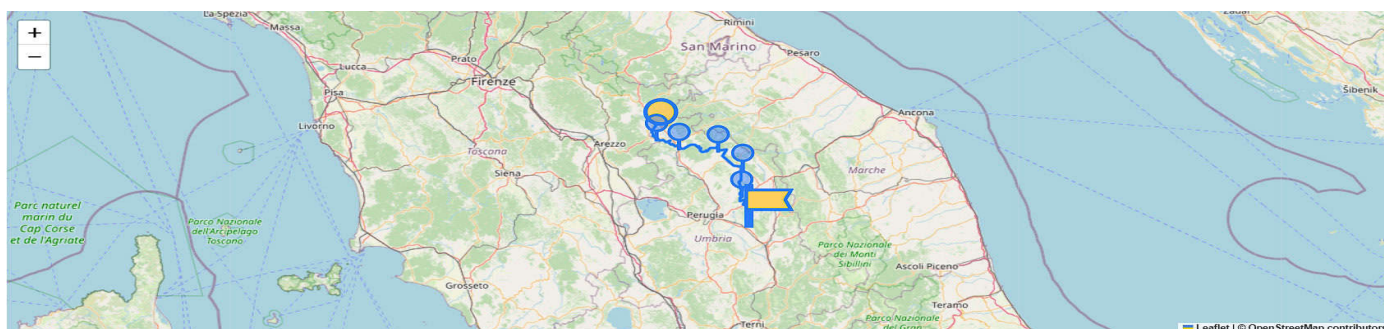 +
−
La Spezia
Massa
Rimini
Zadar
San Marino
Pesaro
Prato
Lucca
Firenze
Pisa
Šibenik
Ancona
Livorno
Arezzo
Toscana
Siena
Marche
Parc naturel
marin du
Cap Corse
et de l'Agriate
Parco Nazionale
dell'Arcipelago
Toscano
Perugia
Umbria
Parco Nazionale
dei Monti
Sibillini
Ascoli Piceno
Grosseto
Teramo
Parco Nazionale
del Gran
Terni
Leaflet | © OpenStreetMap contributors